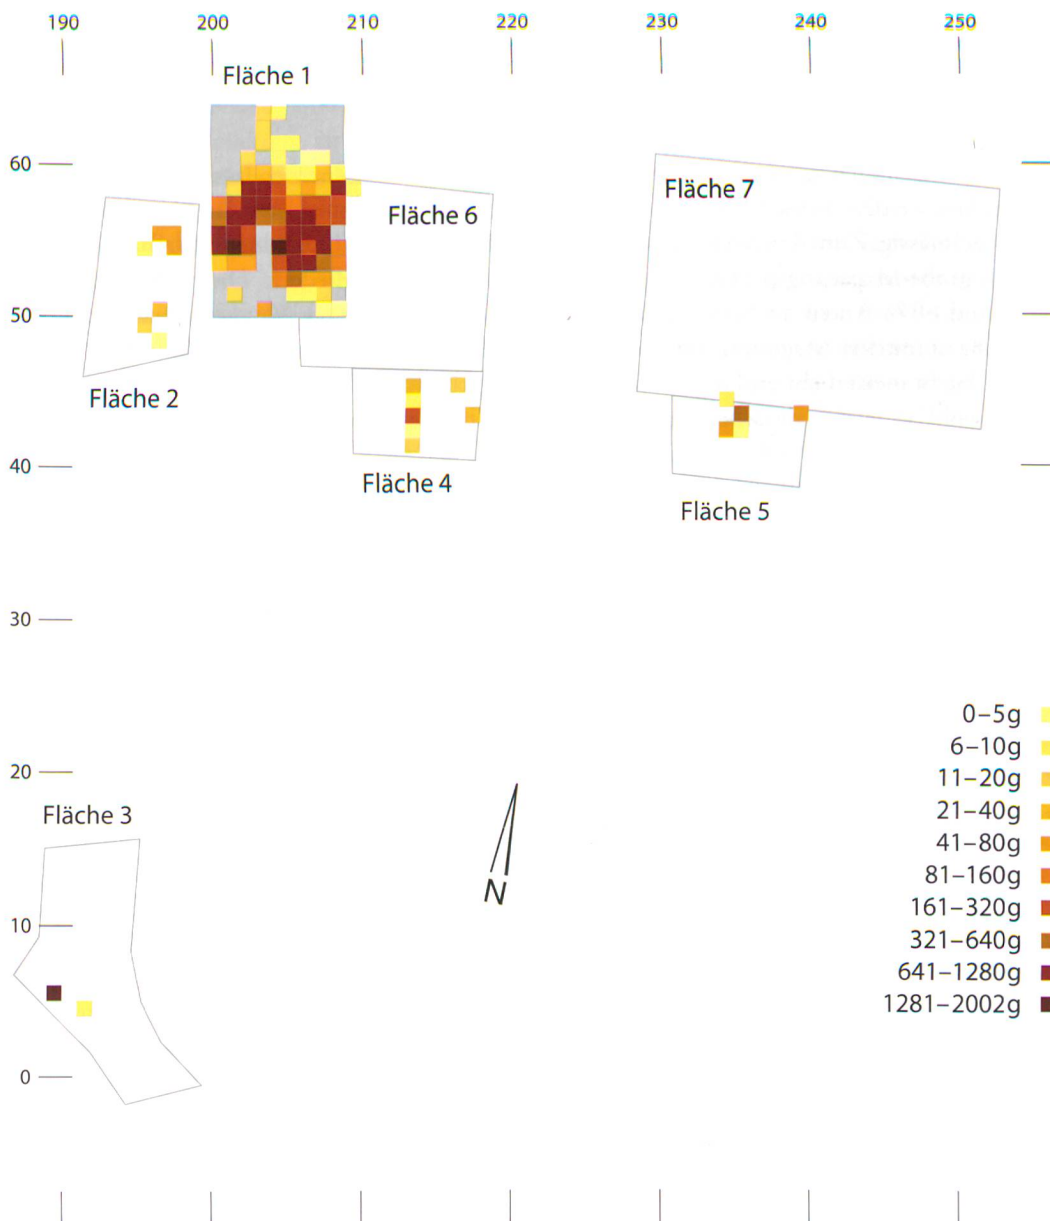 190 200 210 220 230 240 250
Fläche 1
60
Fläche 7
Fläche 6
50
Fläche 2
40
Fläche 4
Fläche 5
30
0–5g
6–10g
20
11–20g
Fläche 3
21–40g
41–80g
81–160g
N
161–320g
10
321–640g
641–1280g
1281–2002g
0